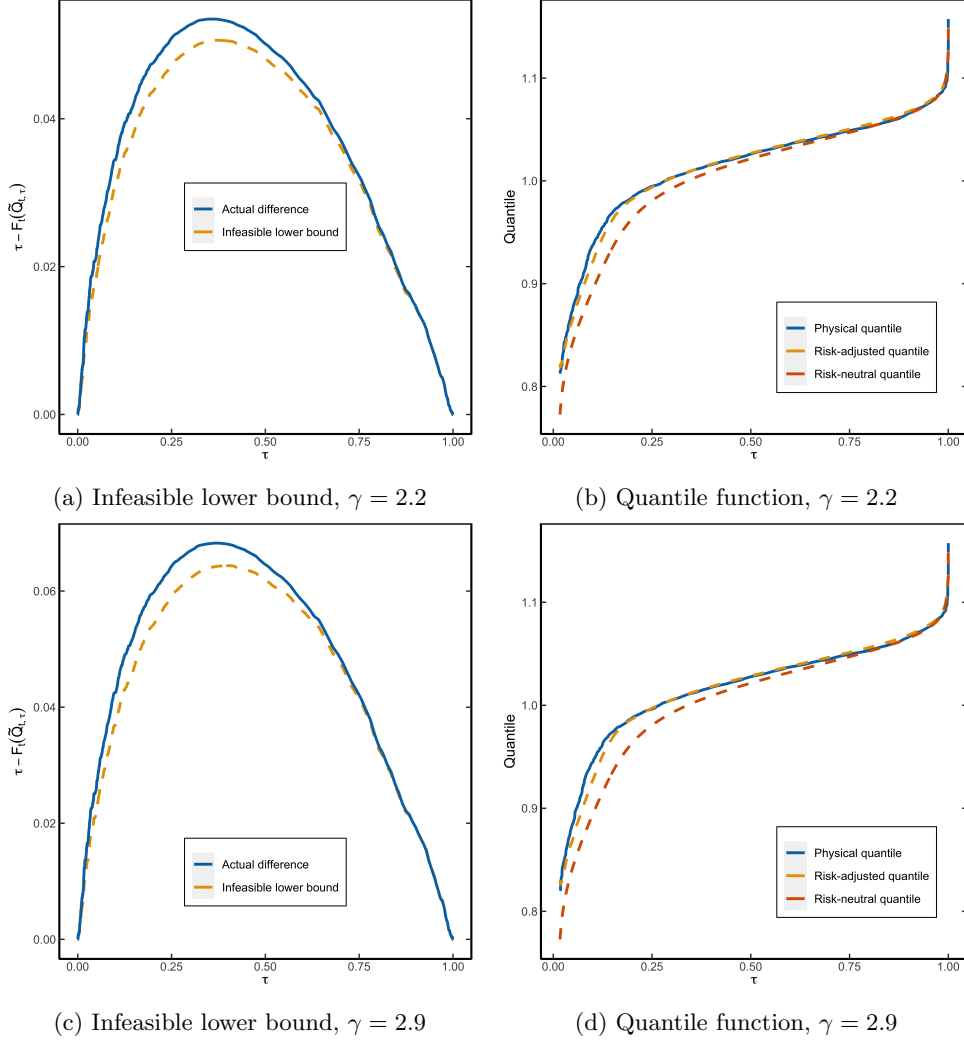 τ − F_t(Q̃_{t, τ})
0.04
0.02
0.00
0.00 0.25 0.50 0.75 1.00
τ
Actual difference
Infeasible lower bound
(a) Infeasible lower bound, γ = 2.2
Quantile
1.1
1.0
0.9
0.8
0.00 0.25 0.50 0.75 1.00
τ
Physical quantile
Risk-adjusted quantile
Risk-neutral quantile
(b) Quantile function, γ = 2.2
τ − F_t(Q̃_{t, τ})
0.06
0.04
0.02
0.00
0.00 0.25 0.50 0.75 1.00
τ
Actual difference
Infeasible lower bound
(c) Infeasible lower bound, γ = 2.9
Quantile
1.1
1.0
0.9
0.8
0.00 0.25 0.50 0.75 1.00
τ
Physical quantile
Risk-adjusted quantile
Risk-neutral quantile
(d) Quantile function, γ = 2.9